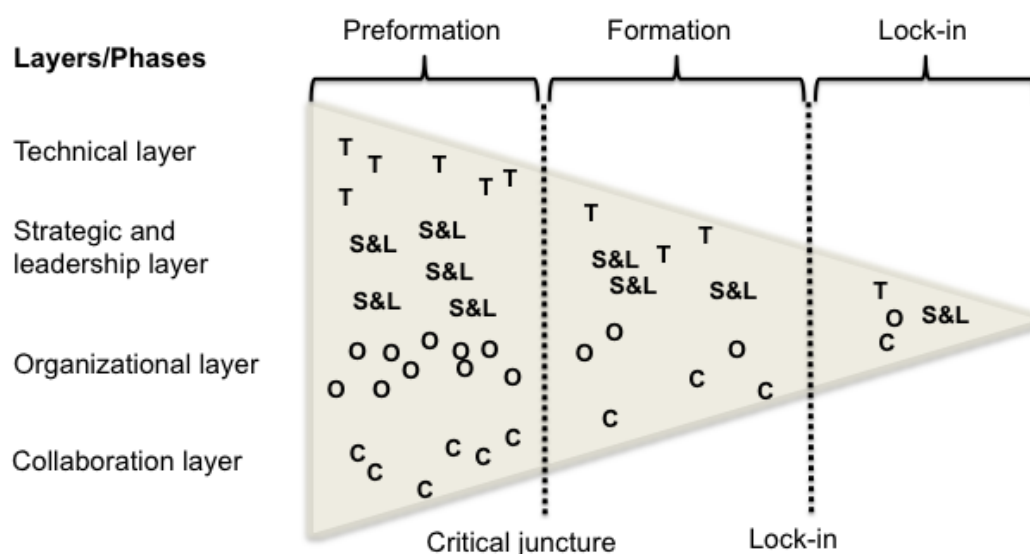 Preformation Formation Lock-in
Layers/Phases
Technical layer
T
T T
T T
T
T
T
T
Strategic and
leadership layer
S&L S&L
S&L
S&L S&L
S&L
S&L
S&L
T
S&L
Organizational layer
O O O O O
O O
O O O
O
O
O
O
Collaboration layer
C C C C
C
C
C
C
C
C
Critical juncture Lock-in